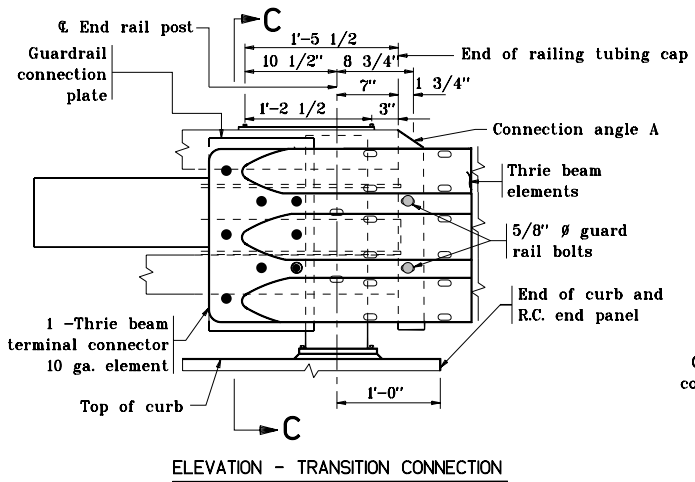 C
℄ End rail post
1'-5 1/2
Guardrail
connection
plate
10 1/2"
8 3/4"
End of railing tubing cap
7"
1 3/4"
1'-2 1/2
3"
Connection angle A
Thrie beam
elements
5/8" Ø guard
rail bolts
End of curb and
R.C. end panel
1 -Thrie beam
terminal connector
10 ga. element
Top of curb
1'-0"
C
ELEVATION - TRANSITION CONNECTION